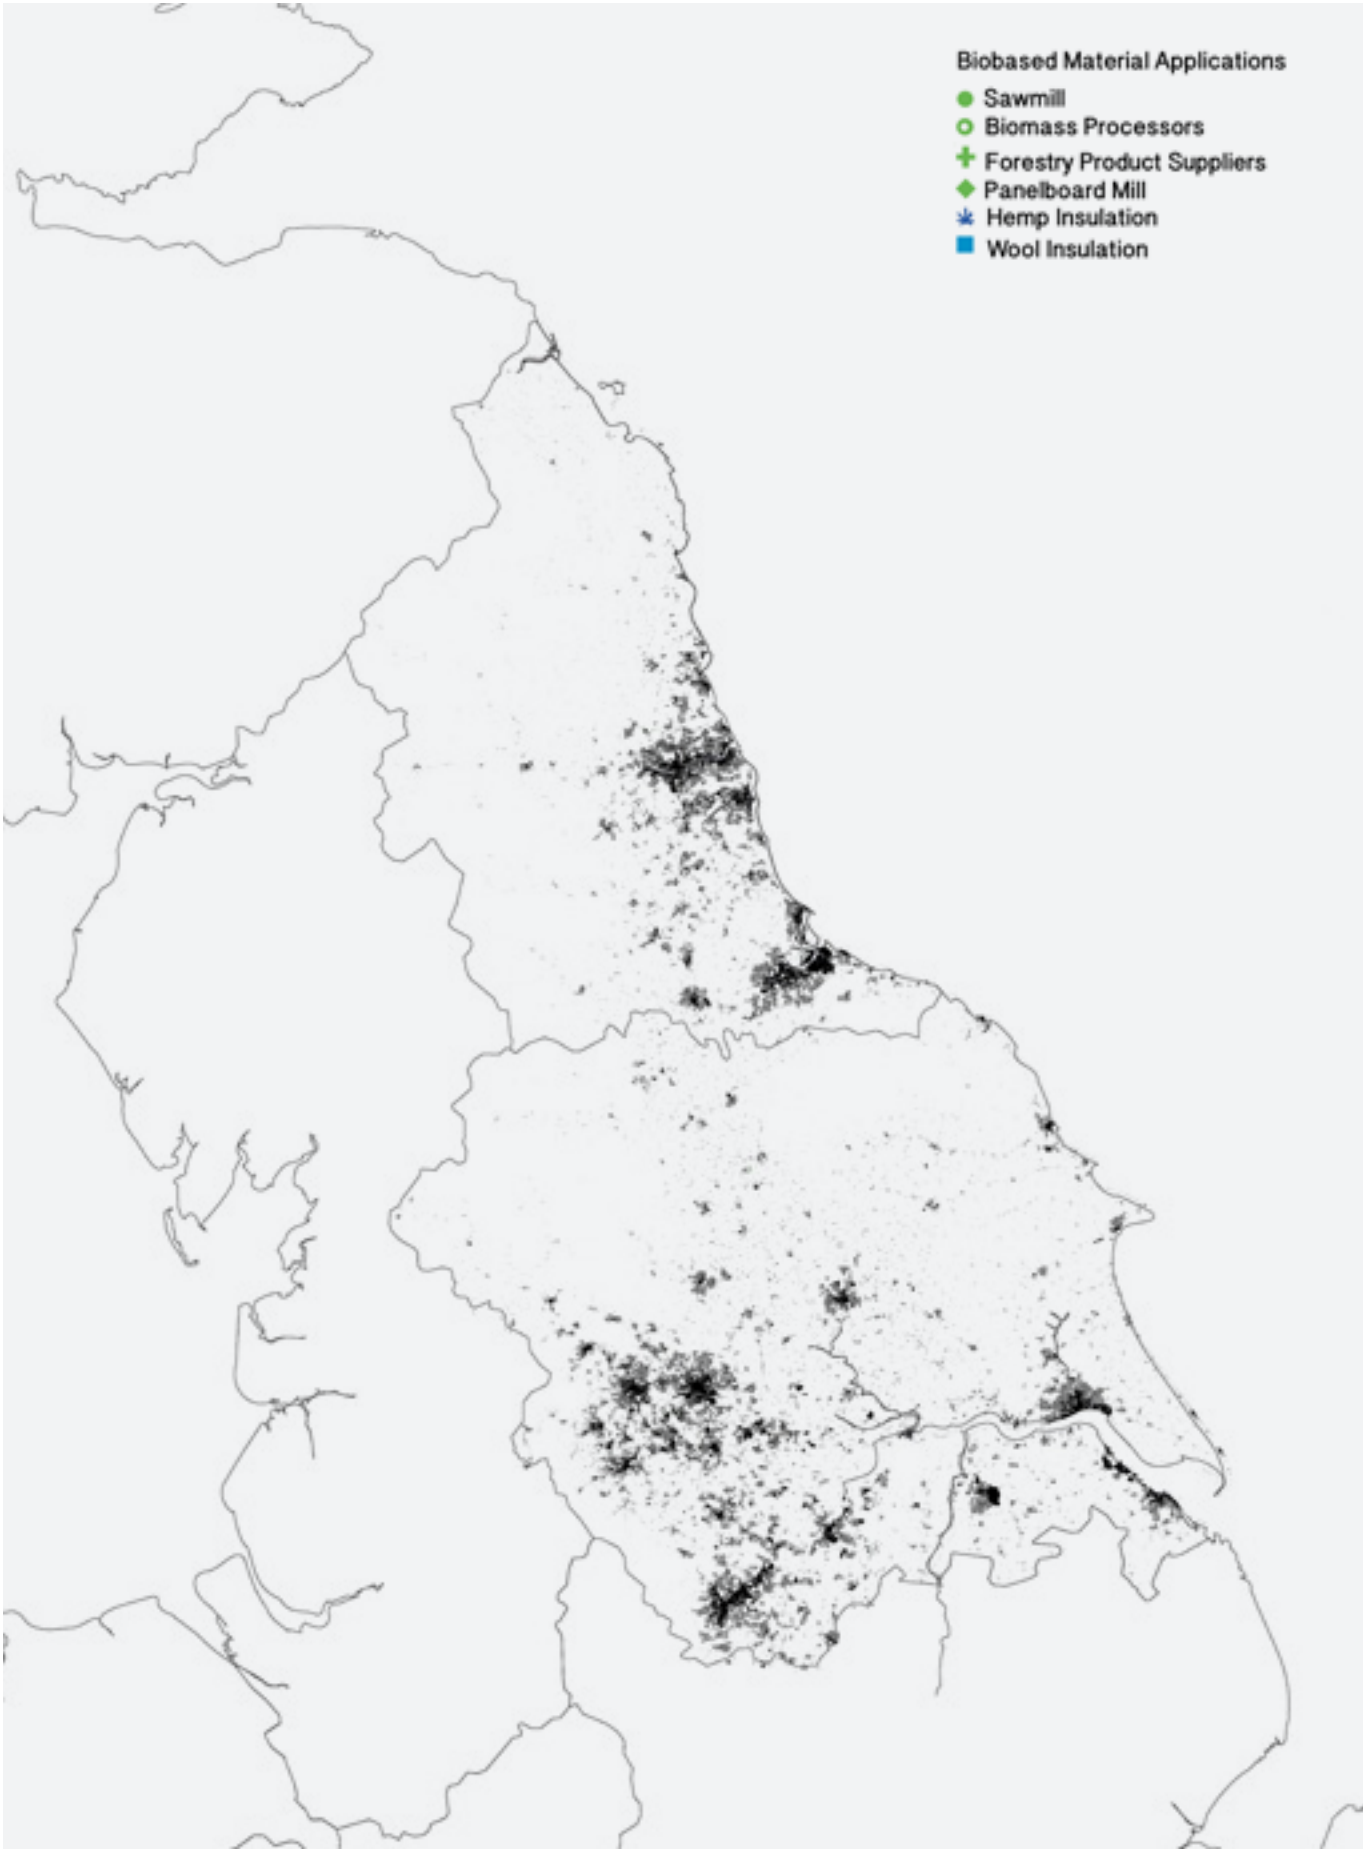 Biobased Material Applications
Sawmill
Biomass Processors
Forestry Product Suppliers
Panelboard Mill
Hemp Insulation
Wool Insulation